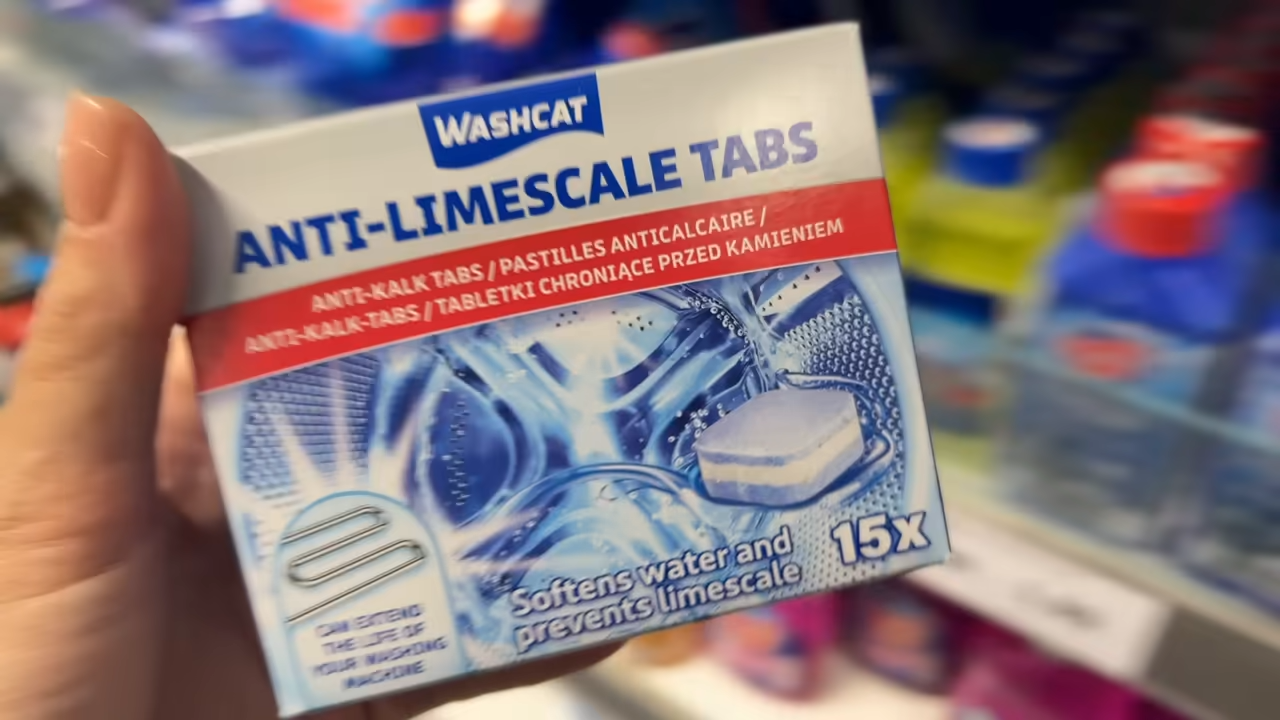 WASHCAT
ANTI-LIMESCALE TABS
ANTI-KALK TABS / PASTILLES ANTICALCAIRE /
ANTI-KALK-TABS / TABLETKI CHRONIĄCE PRZED KAMIENIEM
Softens water and
prevents limescale
15x
CAN EXTEND
THE LIFE OF
YOUR WASHING
MACHINE